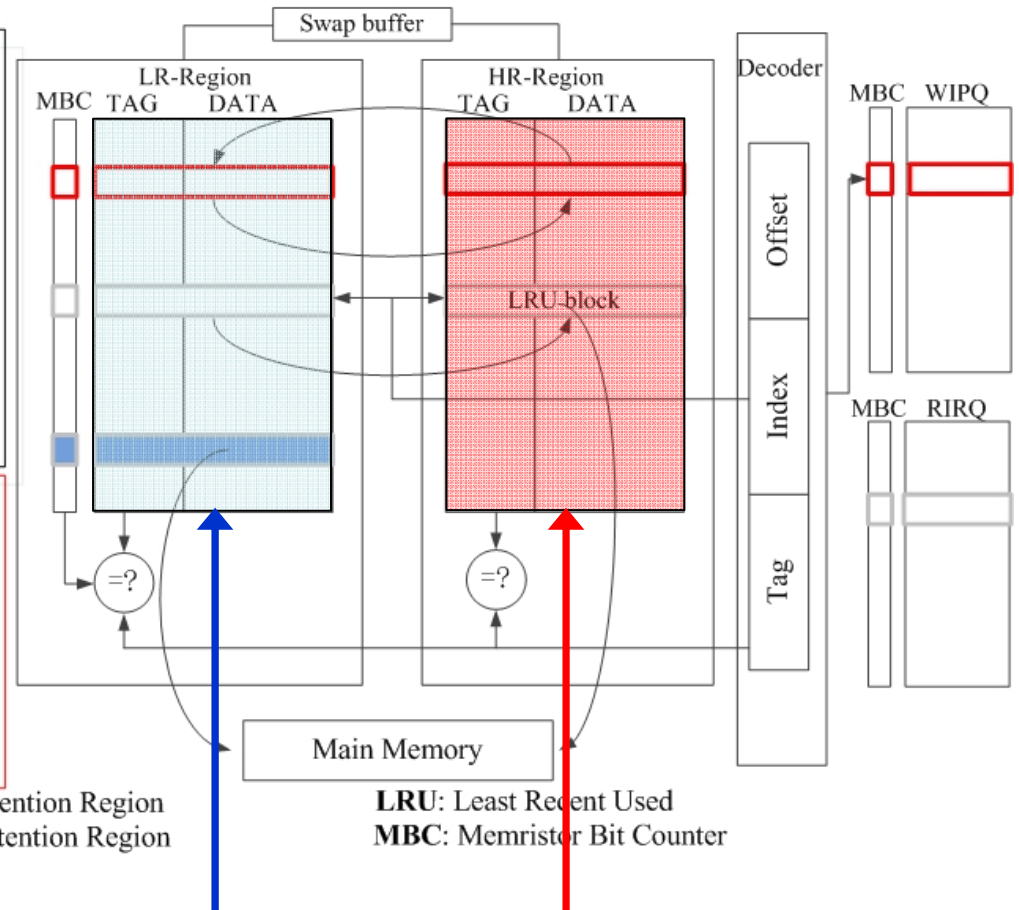 Swap buffer
LR-Region
HR-Region
Decoder
MBC TAG DATA
TAG DATA
MBC WIPQ
Offset
LRU block
Index
MBC RIRQ
=?
=?
Tag
Main Memory
ention Region
LRU: Least Recent Used
tention Region
MBC: Memristor Bit Counter